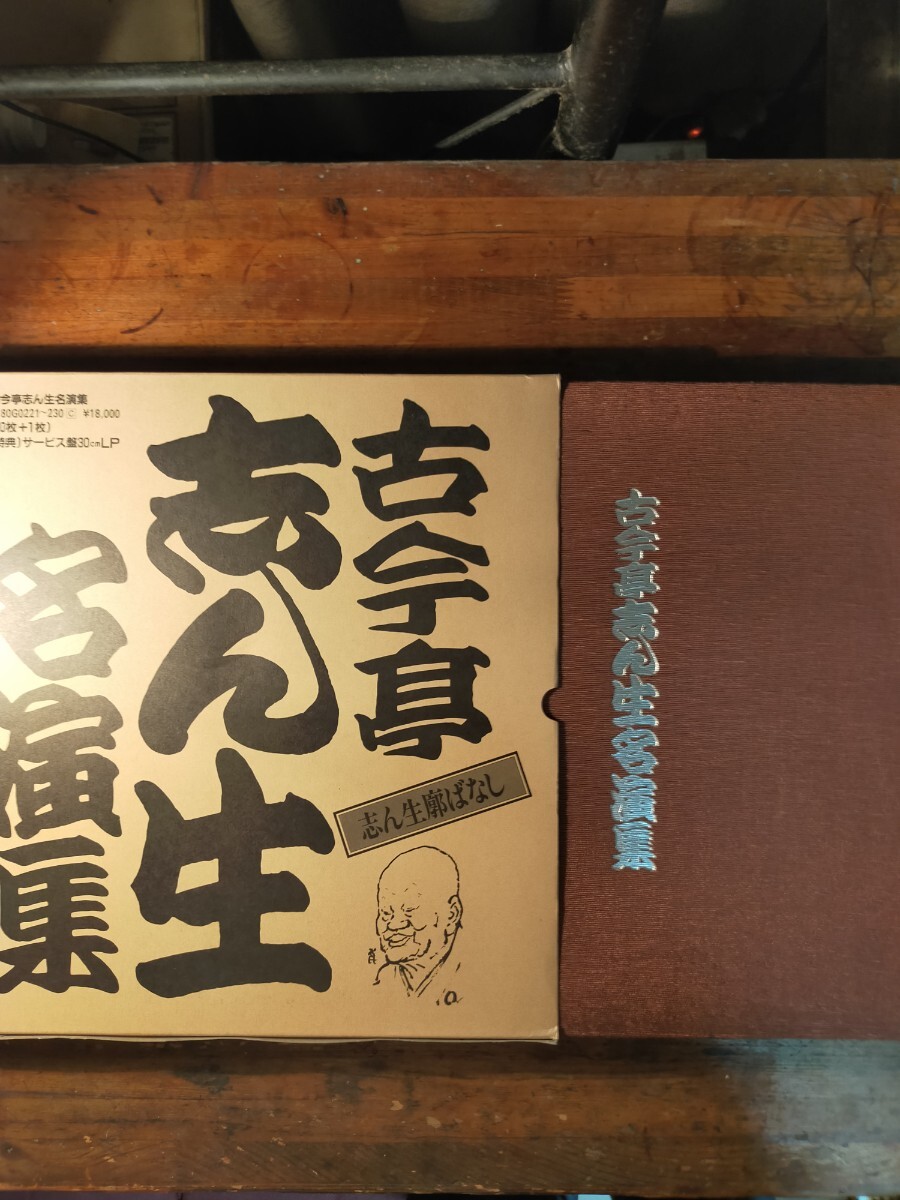 今亭志ん生名演集
80G0221~230 Ⓒ ¥18,000
0枚+1枚)
特典)サービス盤30cmLP
古今亭
志ん生
名演集
志ん生廓ばなし
古今亭志ん生名演集